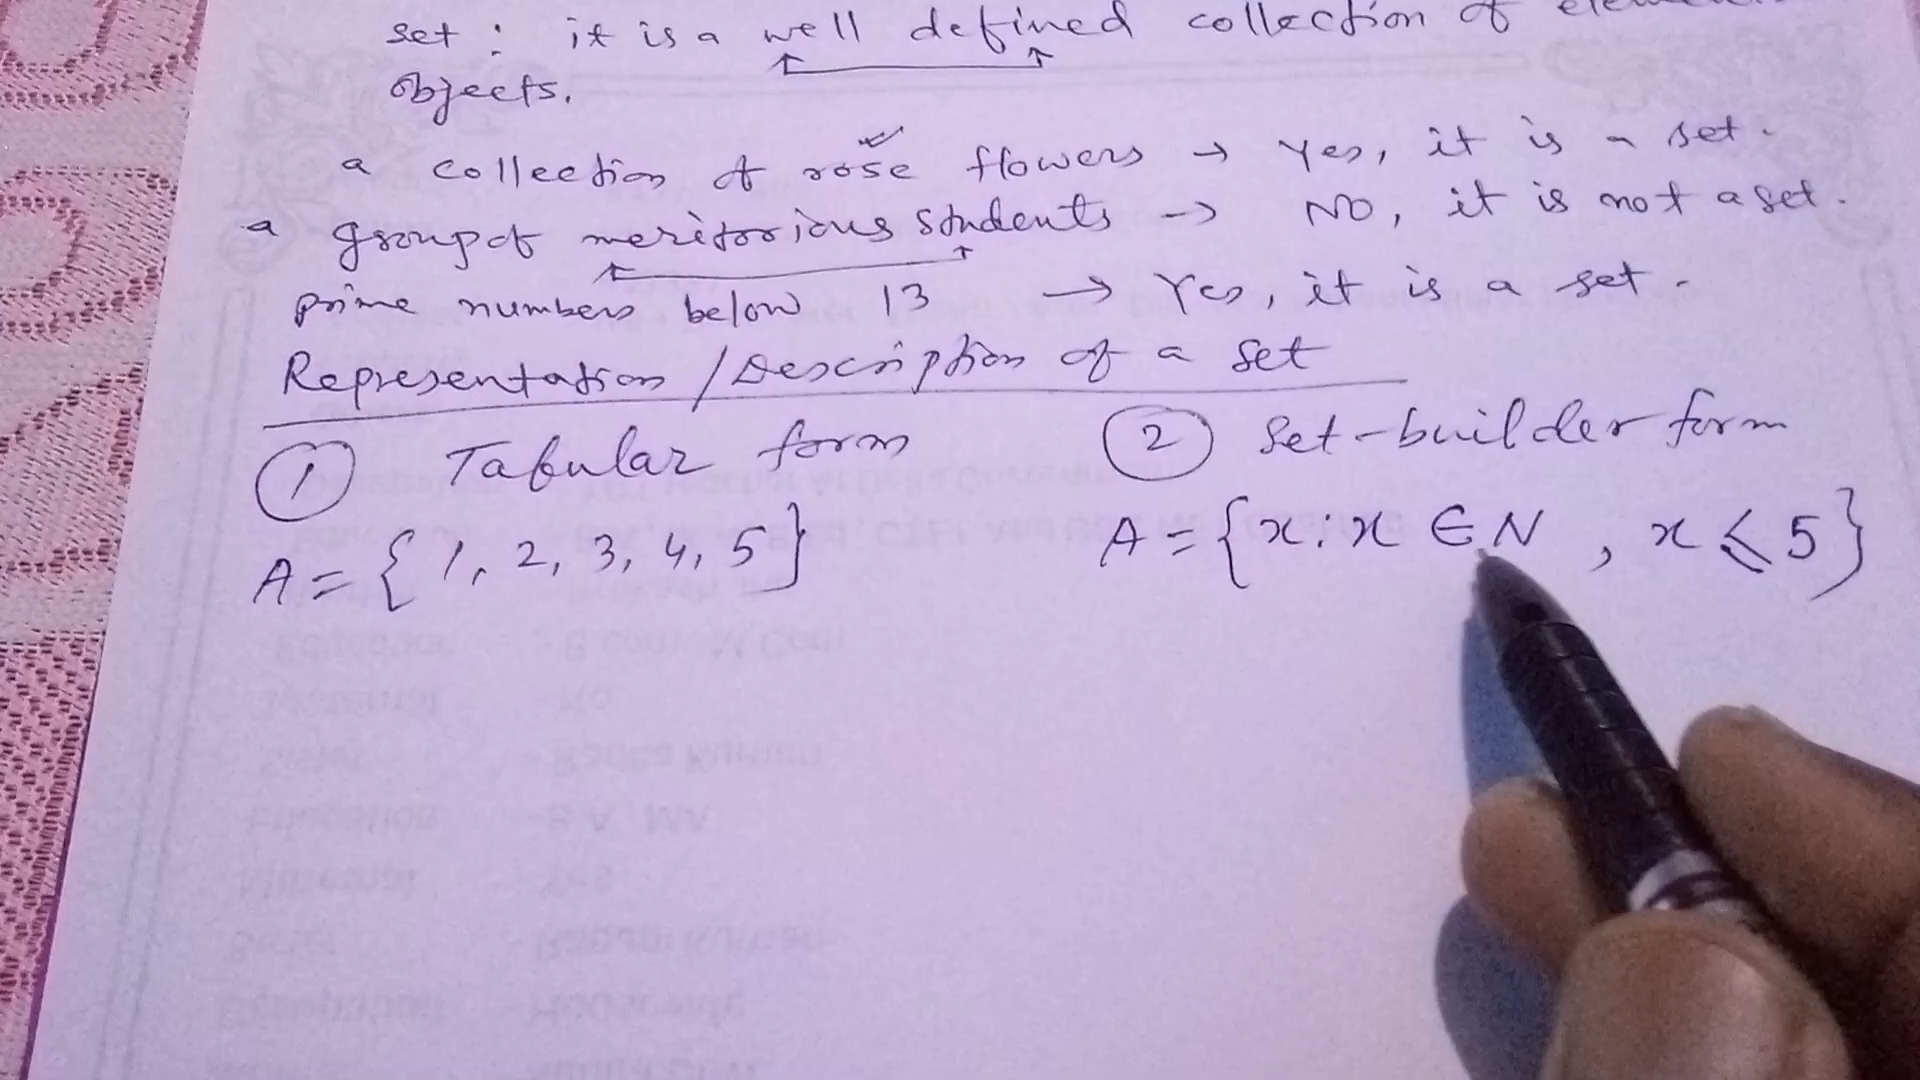 set : it is a well defined collection of
objects.
a collection of rose flowers → Yes, it is a set.
a group of meritorious students → NO, it is not a set.
prime numbers below 13 → Yes, it is a set.
Representation / Description of a set
① Tabular form ② Set-builder form
A = { 1, 2, 3, 4, 5 } A = { x : x ∈ N , x ⩽ 5 }